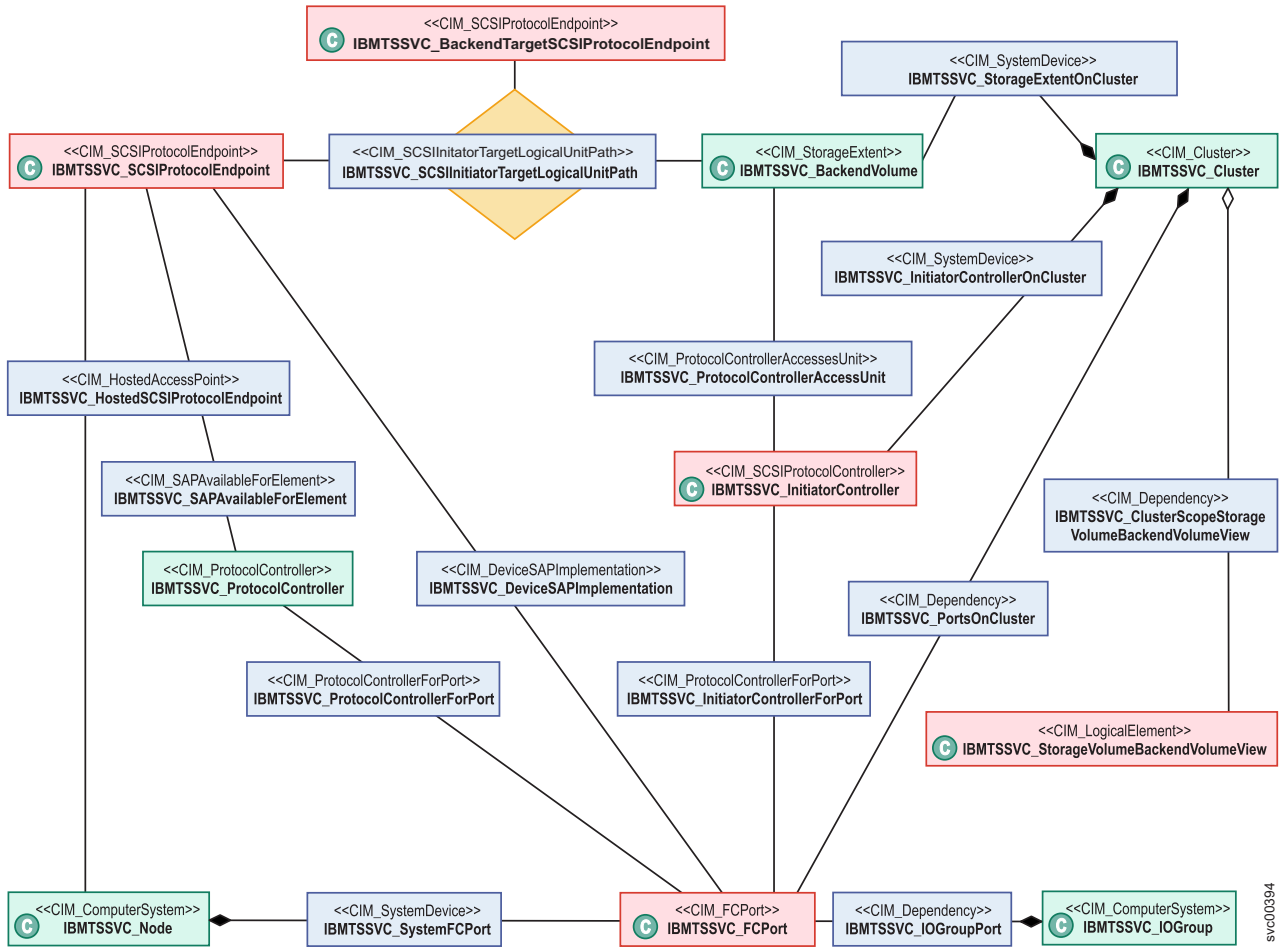 <<CIM_SCSIProtocolEndpoint>>
C
IBMTSSVC_BackendTargetSCSIProtocolEndpoint
<<CIM_SystemDevice>>
IBMTSSVC_StorageExtentOnCluster
<<CIM_SCSIProtocolEndpoint>>
C
IBMTSSVC_SCSIProtocolEndpoint
<<CIM_SCSIInitatorTargetLogicalUnitPath>>
IBMTSSVC_SCSIInitiatorTargetLogicalUnitPath
<<CIM_StorageExtent>>
C
IBMTSSVC_BackendVolume
<<CIM_Cluster>>
C
IBMTSSVC_Cluster
<<CIM_SystemDevice>>
IBMTSSVC_InitiatorControllerOnCluster
<<CIM_ProtocolControllerAccessesUnit>>
IBMTSSVC_ProtocolControllerAccessUnit
<<CIM_HostedAccessPoint>>
IBMTSSVC_HostedSCSIProtocolEndpoint
<<CIM_SAPAvailableForElement>>
IBMTSSVC_SAPAvailableForElement
<<CIM_SCSIProtocolController>>
C
IBMTSSVC_InitiatorController
<<CIM_Dependency>>
IBMTSSVC_ClusterScopeStorage
VolumeBackendVolumeView
<<CIM_ProtocolController>>
IBMTSSVC_ProtocolController
<<CIM_DeviceSAPImplementation>>
IBMTSSVC_DeviceSAPImplementation
<<CIM_Dependency>>
IBMTSSVC_PortsOnCluster
<<CIM_ProtocolControllerForPort>>
IBMTSSVC_ProtocolControllerForPort
<<CIM_ProtocolControllerForPort>>
IBMTSSVC_InitiatorControllerForPort
<<CIM_LogicalElement>>
C
IBMTSSVC_StorageVolumeBackendVolumeView
<<CIM_ComputerSystem>>
C
IBMTSSVC_Node
<<CIM_SystemDevice>>
IBMTSSVC_SystemFCPort
<<CIM_FCPort>>
C
IBMTSSVC_FCPort
<<CIM_Dependency>>
IBMTSSVC_IOGroupPort
<<CIM_ComputerSystem>>
C
IBMTSSVC_IOGroup
svc00394